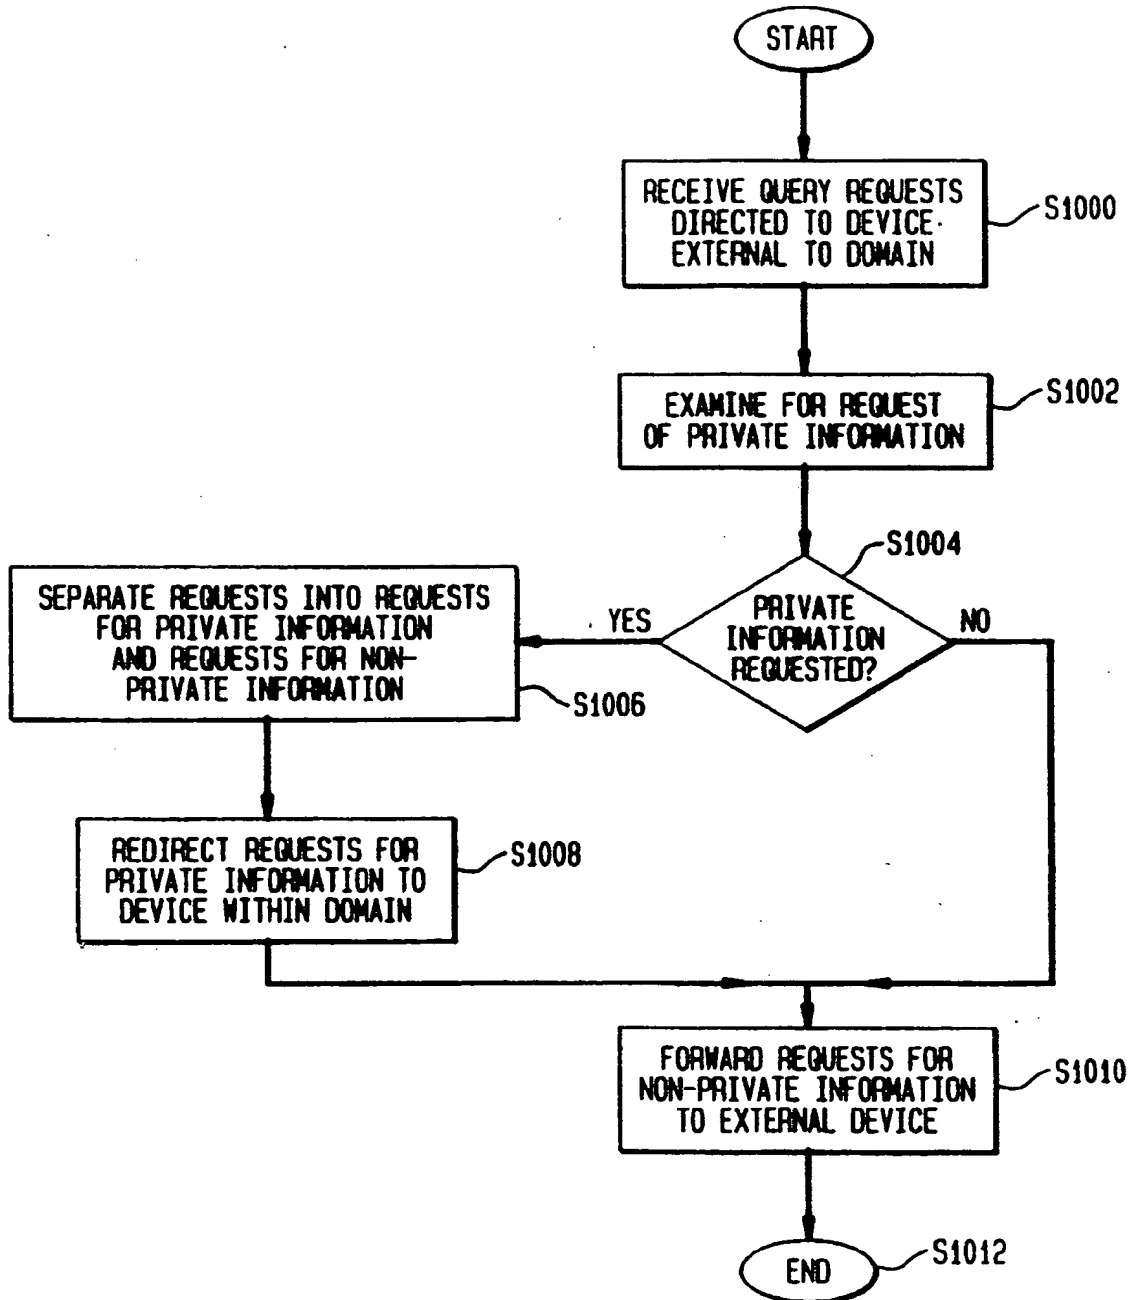 START
RECEIVE QUERY REQUESTS
DIRECTED TO DEVICE
EXTERNAL TO DOMAIN
S1000
EXAMINE FOR REQUEST
OF PRIVATE INFORMATION
S1002
S1004
PRIVATE
INFORMATION
REQUESTED?
YES
NO
SEPARATE REQUESTS INTO REQUESTS
FOR PRIVATE INFORMATION
AND REQUESTS FOR NON-
PRIVATE INFORMATION
S1006
REDIRECT REQUESTS FOR
PRIVATE INFORMATION TO
DEVICE WITHIN DOMAIN
S1008
FORWARD REQUESTS FOR
NON-PRIVATE INFORMATION
TO EXTERNAL DEVICE
S1010
END
S1012